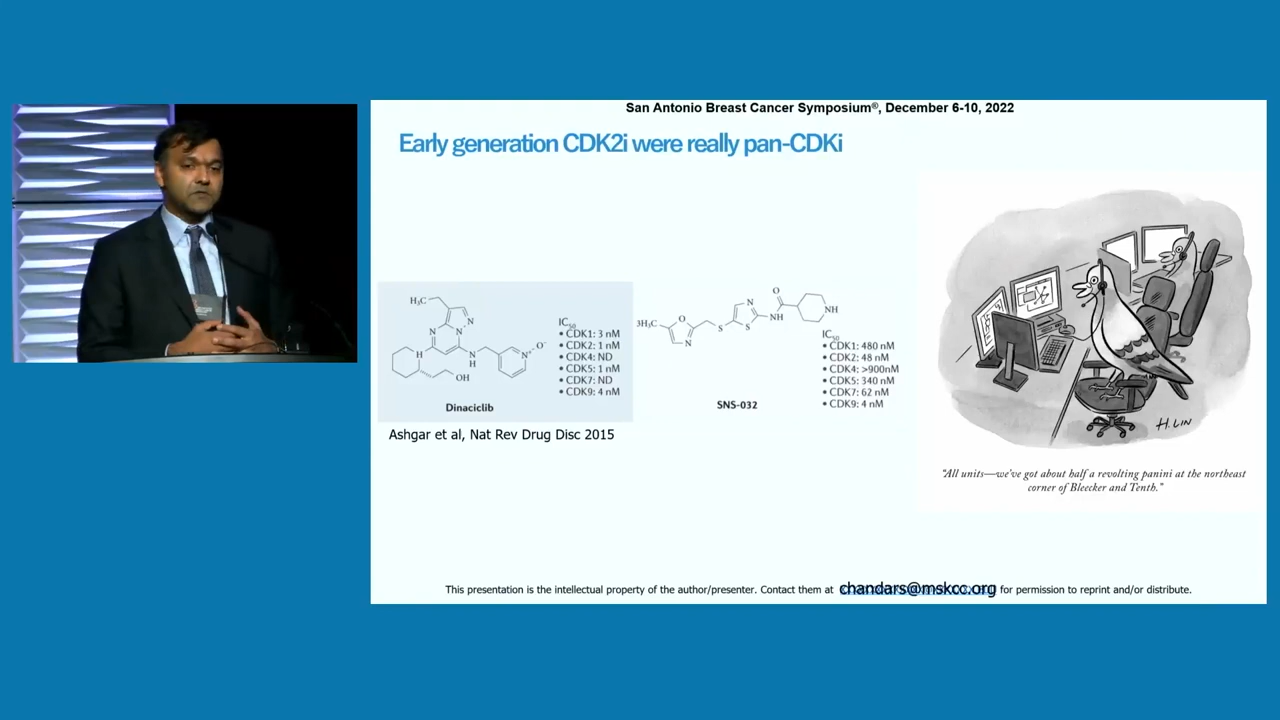 San Antonio Breast Cancer Symposium®, December 6-10, 2022
Early generation CDK2i were really pan-CDKi
H₃C
N
N
N
N
H
N
H
OH
N⁺
O⁻
IC₅₀
• CDK1: 3 nM
• CDK2: 1 nM
• CDK4: ND
• CDK5: 1 nM
• CDK7: ND
• CDK9: 4 nM
Dinaciclib
3H₃C
O
N
S
N
S
NH
O
NH
IC₅₀
• CDK1: 480 nM
• CDK2: 48 nM
• CDK4: >900nM
• CDK5: 340 nM
• CDK7: 62 nM
• CDK9: 4 nM
SNS-032
Ashgar et al, Nat Rev Drug Disc 2015
H. LIN
“All units—we’ve got about half a revolting panini at the northeast
corner of Bleecker and Tenth.”
This presentation is the intellectual property of the author/presenter. Contact them at chandars@mskcc.org for permission to reprint and/or distribute.